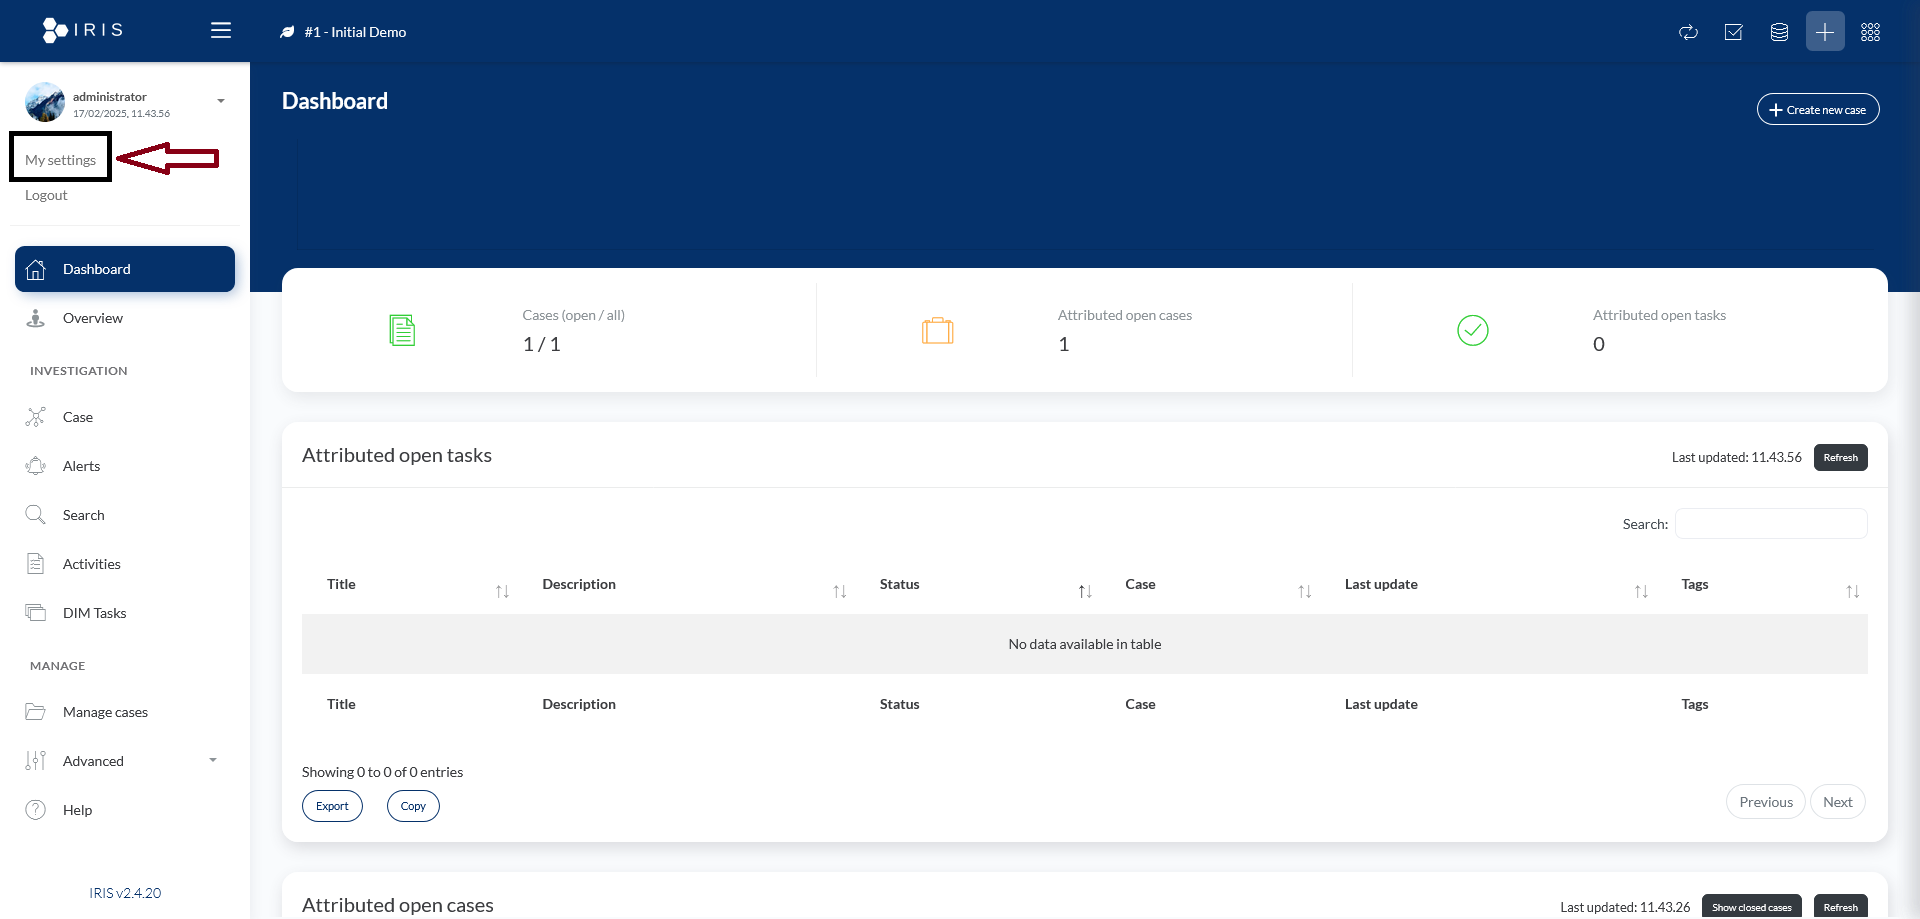 IRIS
#1 - Initial Demo
administrator
17/02/2025, 11.43.56
My settings
Logout
Dashboard
Overview
INVESTIGATION
Case
Alerts
Search
Activities
DIM Tasks
MANAGE
Manage cases
Advanced
Help
IRIS v2.4.20
Dashboard
Create new case
Cases (open / all)
1 / 1
Attributed open cases
1
Attributed open tasks
0
Attributed open tasks
Last updated: 11.43.56 Refresh
Search:
Title Description Status Case Last update Tags
No data available in table
Title Description Status Case Last update Tags
Showing 0 to 0 of 0 entries
Export Copy
Previous Next
Attributed open cases
Last updated: 11.43.26 Show closed cases Refresh